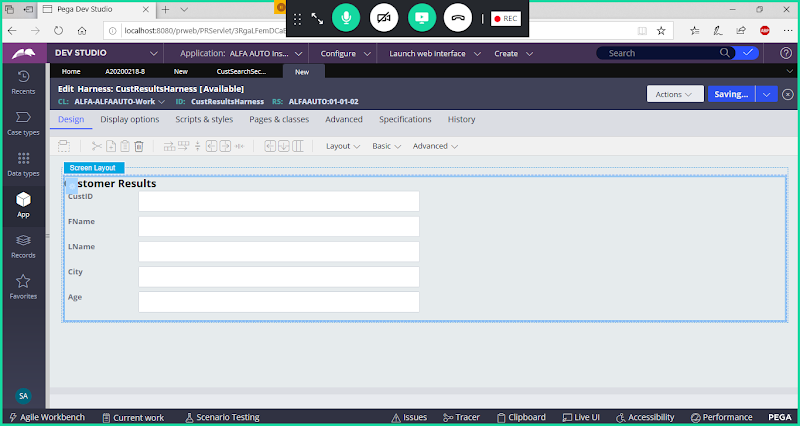 Pega Dev Studio
localhost:8080/prweb/PRServlet/3RgaLFemDCaE
REC
DEV STUDIO
Application: ALFA AUTO Ins...
Configure
Launch web interface
Create
Search
Home
A20200218-8
New
CustSearchSec...
New
Recents
Case types
Data types
App
Records
Favorites
SA
Edit Harness: CustResultsHarness [Available]
CL: ALFA-ALFAAUTO-Work ID: CustResultsHarness RS: ALFAAUTO:01-01-02
Actions
Saving...
Design
Display options
Scripts & styles
Pages & classes
Advanced
Specifications
History
Layout
Basic
Advanced
Screen Layout
stomer Results
CustID
FName
LName
City
Age
Agile Workbench
Current work
Scenario Testing
Issues
Tracer
Clipboard
Live UI
Accessibility
Performance
PEGA